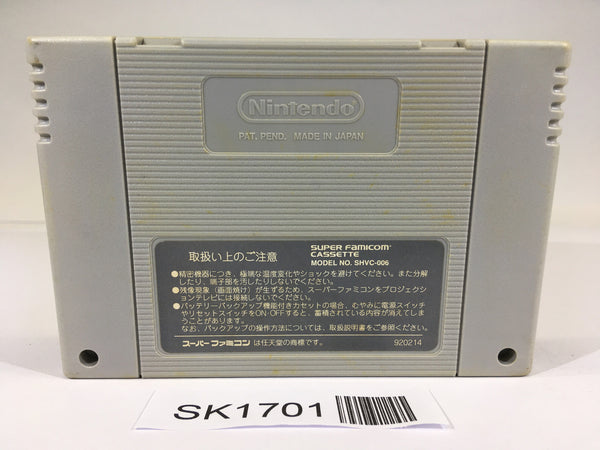 Nintendo
PAT. PEND. MADE IN JAPAN
取扱い上のご注意
SUPER FAMICOM
CASSETTE
MODEL NO. SHVC-006
●精密機器につき、極端な温度変化やショックを避けてください。また分解
したり、端子部を汚したりしないでください。
●残像現象（画面焼け）が生ずるため、スーパーファミコンをプロジェクシ
ョンテレビには接続しないでください。
●バッテリーバックアップ機能付きカセットの場合、むやみに電源スイッチ
やリセットスイッチをON・OFFすると、蓄積されている内容が消えてしま
うことがあります。
なお、バックアップの操作方法については、取扱説明書をご参照ください。
スーパーファミコン は任天堂の商標です。 920214
SK1701